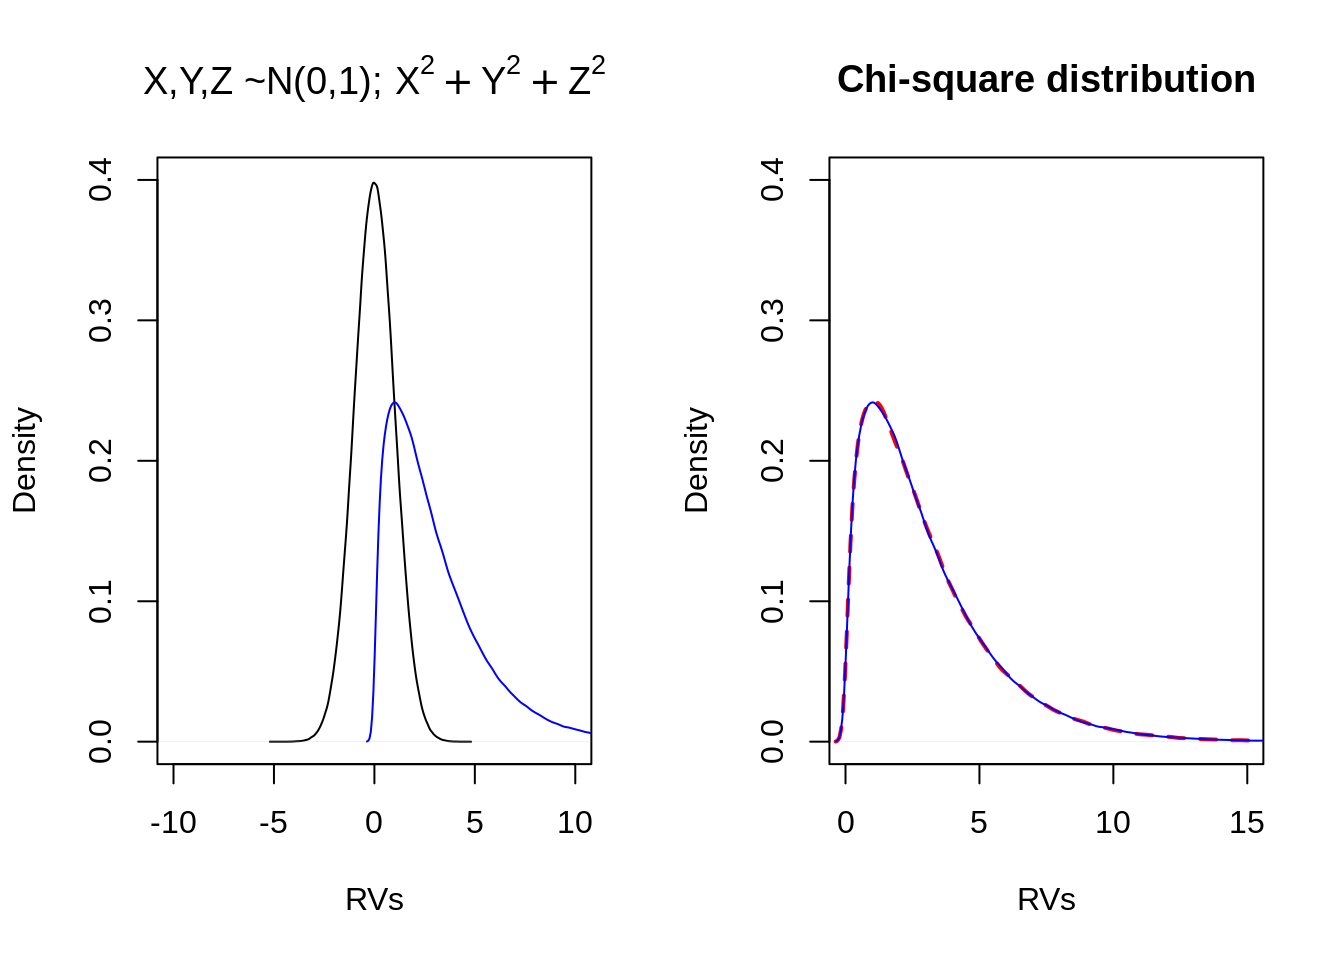 X,Y,Z ~N(0,1); X² + Y² + Z²
Density
0.4
0.3
0.2
0.1
0.0
-10 -5 0 5 10
RVs
Chi-square distribution
Density
0.4
0.3
0.2
0.1
0.0
0 5 10 15
RVs